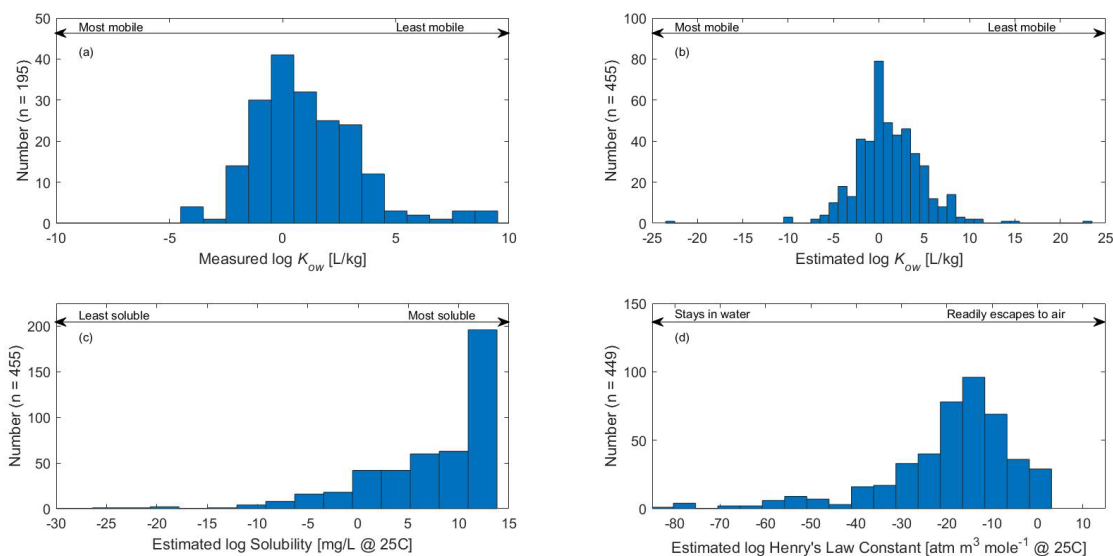 Most mobile
Least mobile
(a)
50
40
30
20
10
0
Number (n = 195)
-10
-5
0
5
10
Measured log Kow [L/kg]
Most mobile
Least mobile
(b)
100
80
60
40
20
0
Number (n = 455)
-25
-20
-15
-10
-5
0
5
10
15
20
25
Estimated log Kow [L/kg]
Least soluble
Most soluble
(c)
200
150
100
50
0
Number (n = 455)
-30
-25
-20
-15
-10
-5
0
5
10
15
Estimated log Solubility [mg/L @ 25C]
Stays in water
Readily escapes to air
(d)
150
100
50
0
Number (n = 449)
-80
-70
-60
-50
-40
-30
-20
-10
0
10
Estimated log Henry's Law Constant [atm m³ mole⁻¹ @ 25C]